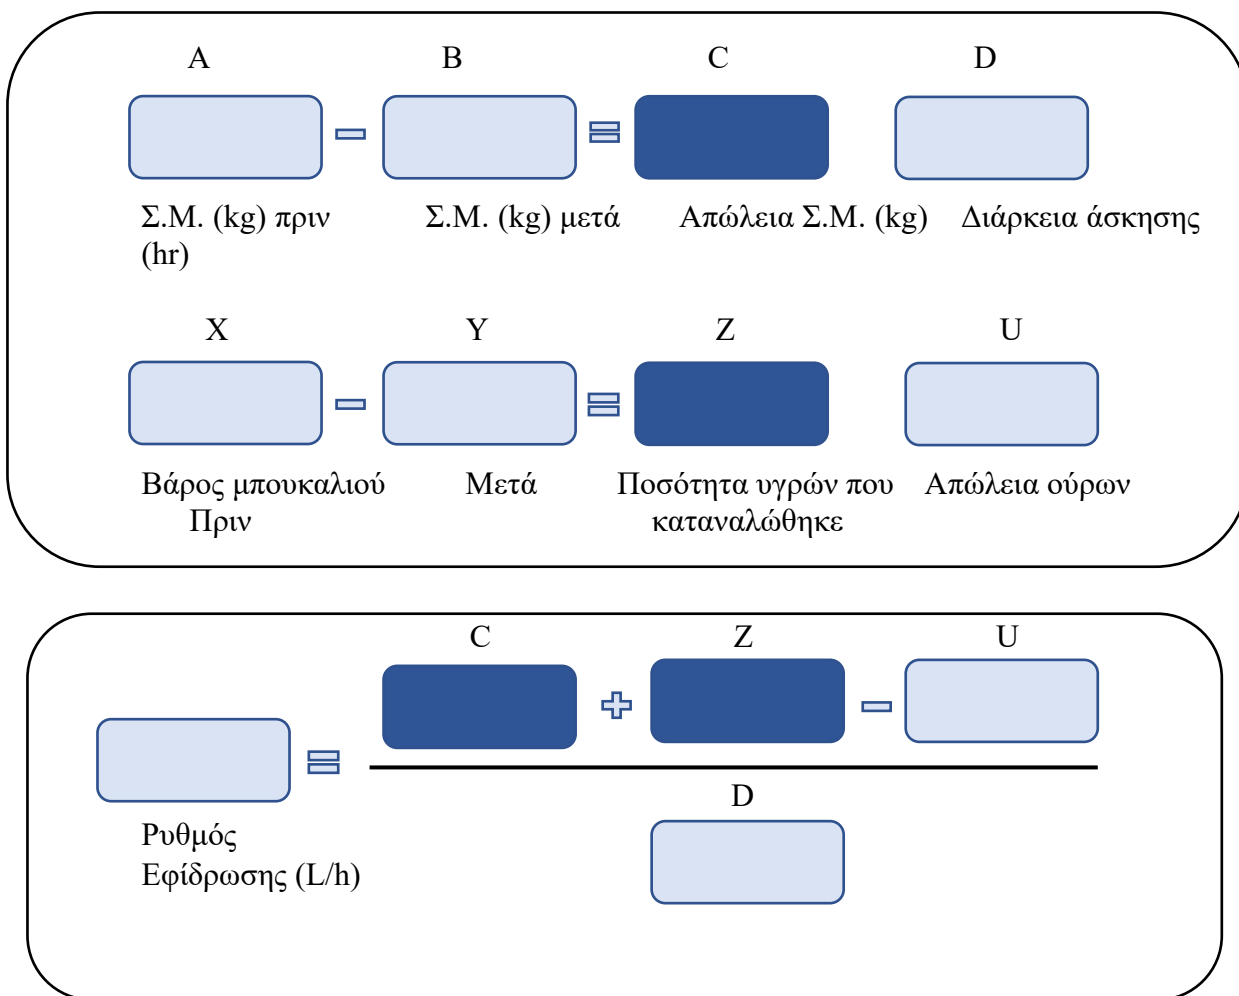 A B C D
Σ.Μ. (kg) πριν Σ.Μ. (kg) μετά Απώλεια Σ.Μ. (kg) Διάρκεια άσκησης
(hr)
X Y Z U
Βάρος μπουκαλιού Μετά Ποσότητα υγρών που Απώλεια ούρων
Πριν καταναλώθηκε
C Z U
D
Ρυθμός
Εφίδρωσης (L/h)